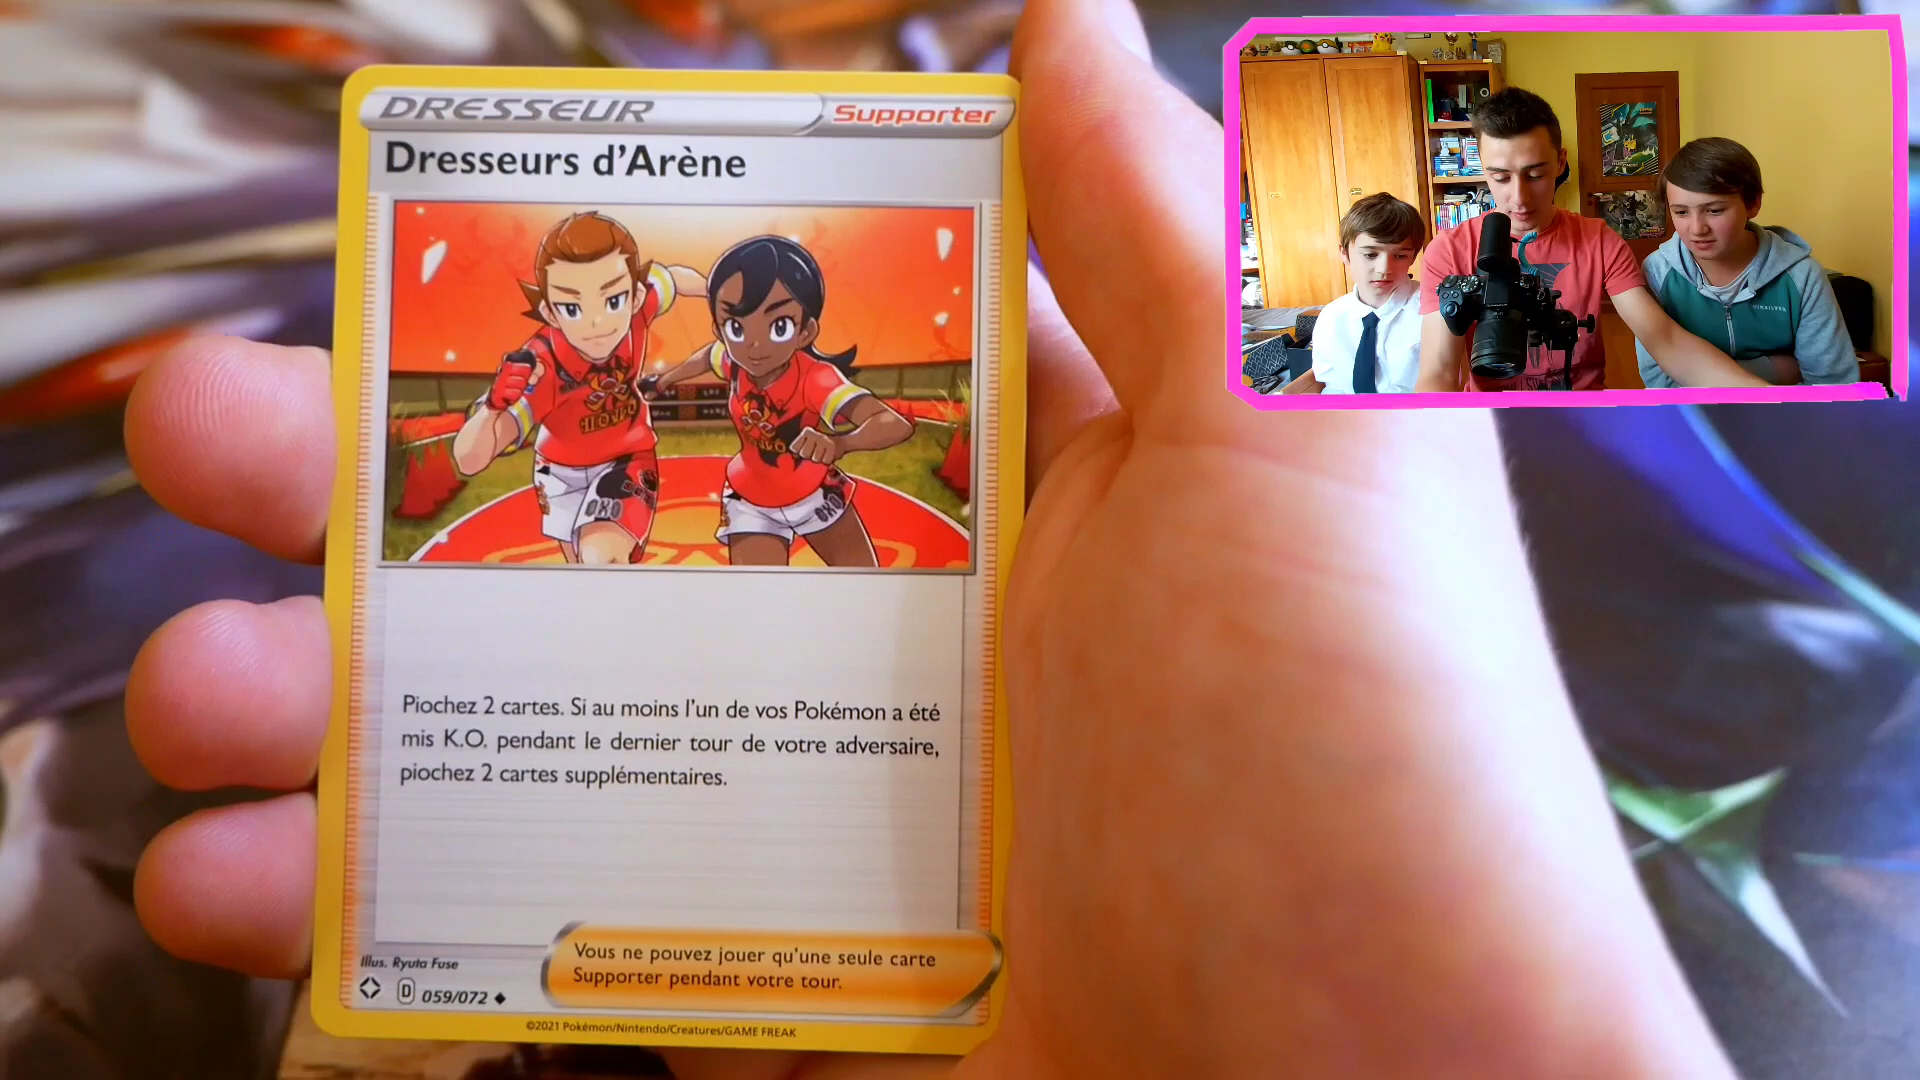 DRESSEUR
Supporter
Dresseurs d'Arène
Piochez 2 cartes. Si au moins l'un de vos Pokémon a été
mis K.O. pendant le dernier tour de votre adversaire,
piochez 2 cartes supplémentaires.
Vous ne pouvez jouer qu'une seule carte
Supporter pendant votre tour.
Illus. Ryuta Fuse
D 059/072
©2021 Pokémon/Nintendo/Creatures/GAME FREAK
QUIKSILVER